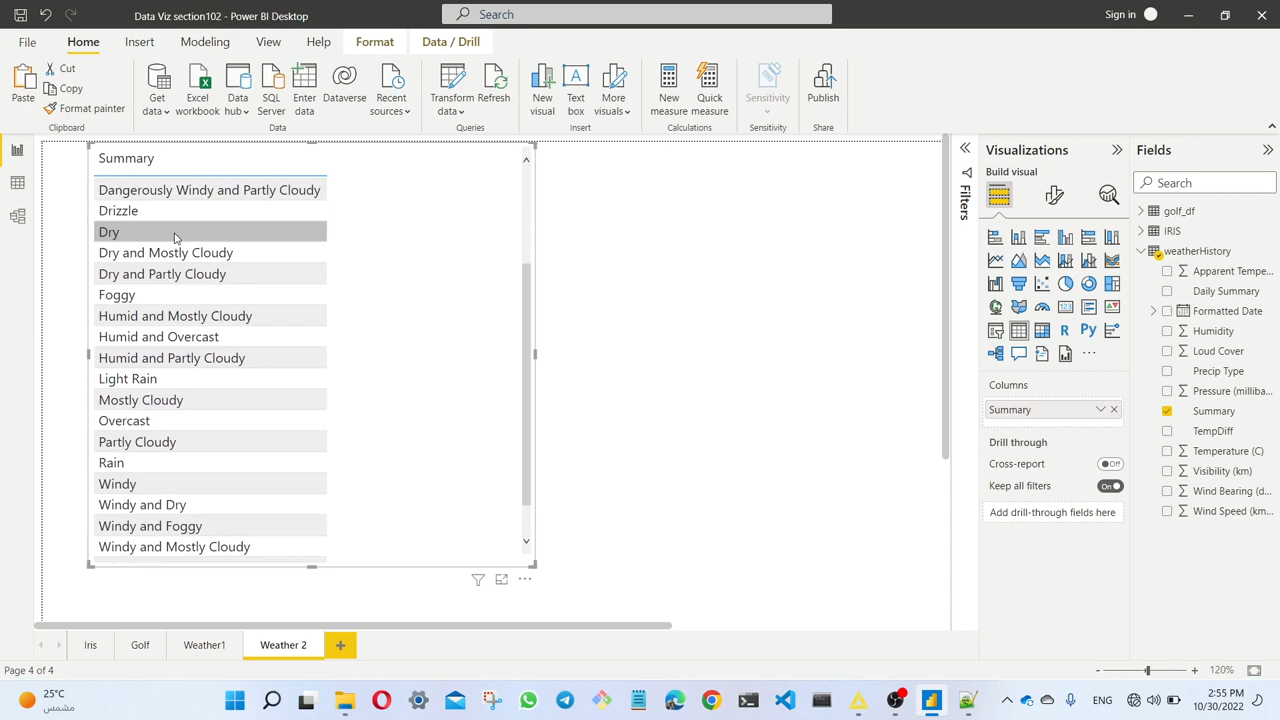 Data Viz section102 - Power BI Desktop
Search
Sign in
File
Home
Insert
Modeling
View
Help
Format
Data / Drill
Paste
Cut
Copy
Format painter
Clipboard
Get data
Excel workbook
Data hub
SQL Server
Enter data
Dataverse
Recent sources
Data
Transform data
Refresh
Queries
New visual
Text box
More visuals
Insert
New measure
Quick measure
Calculations
Sensitivity
Sensitivity
Publish
Share
Summary
Dangerously Windy and Partly Cloudy
Drizzle
Dry
Dry and Mostly Cloudy
Dry and Partly Cloudy
Foggy
Humid and Mostly Cloudy
Humid and Overcast
Humid and Partly Cloudy
Light Rain
Mostly Cloudy
Overcast
Partly Cloudy
Rain
Windy
Windy and Dry
Windy and Foggy
Windy and Mostly Cloudy
Filters
Visualizations
Build visual
R
Py
Columns
Summary
Drill through
Cross-report
Off
Keep all filters
On
Add drill-through fields here
Fields
Search
golf_df
IRIS
weatherHistory
Apparent Tempe...
Daily Summary
Formatted Date
Humidity
Loud Cover
Precip Type
Pressure (milliba...
Summary
TempDiff
Temperature (C)
Visibility (km)
Wind Bearing (d...
Wind Speed (km...
Iris
Golf
Weather1
Weather 2
Page 4 of 4
120%
25°C
مشمس
ENG
2:55 PM
10/30/2022